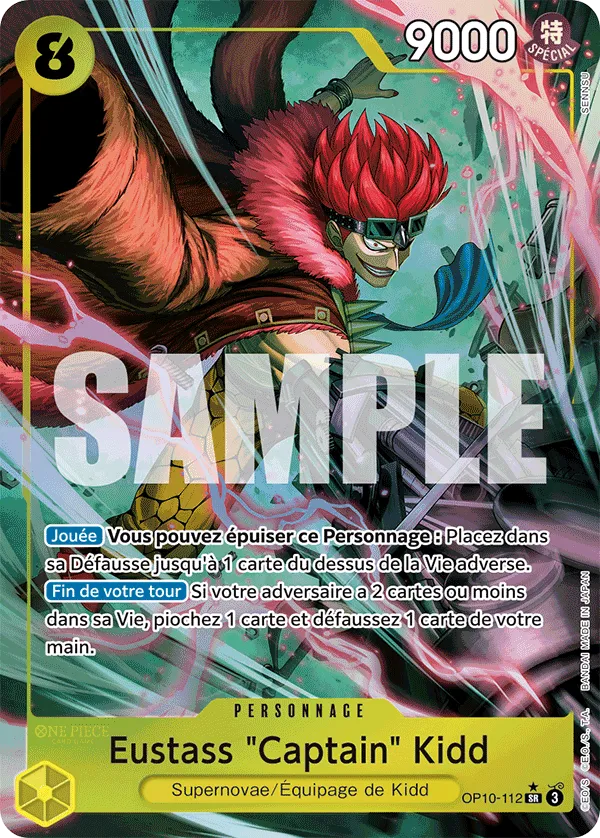 8
9000
特
SPÉCIAL
SENNSU
SAMPLE
Jouée Vous pouvez épuiser ce Personnage : Placez dans
sa Défausse jusqu'à 1 carte du dessus de la Vie adverse.
Fin de votre tour Si votre adversaire a 2 cartes ou moins
dans sa Vie, piochez 1 carte et défaussez 1 carte de votre
main.
©E.O/S. ©E.O./S., T.A. BANDAI MADE IN JAPAN
PERSONNAGE
ONE PIECE
CARD GAME
Eustass "Captain" Kidd
Supernovae/Équipage de Kidd
OP10-112 SR ★ 3